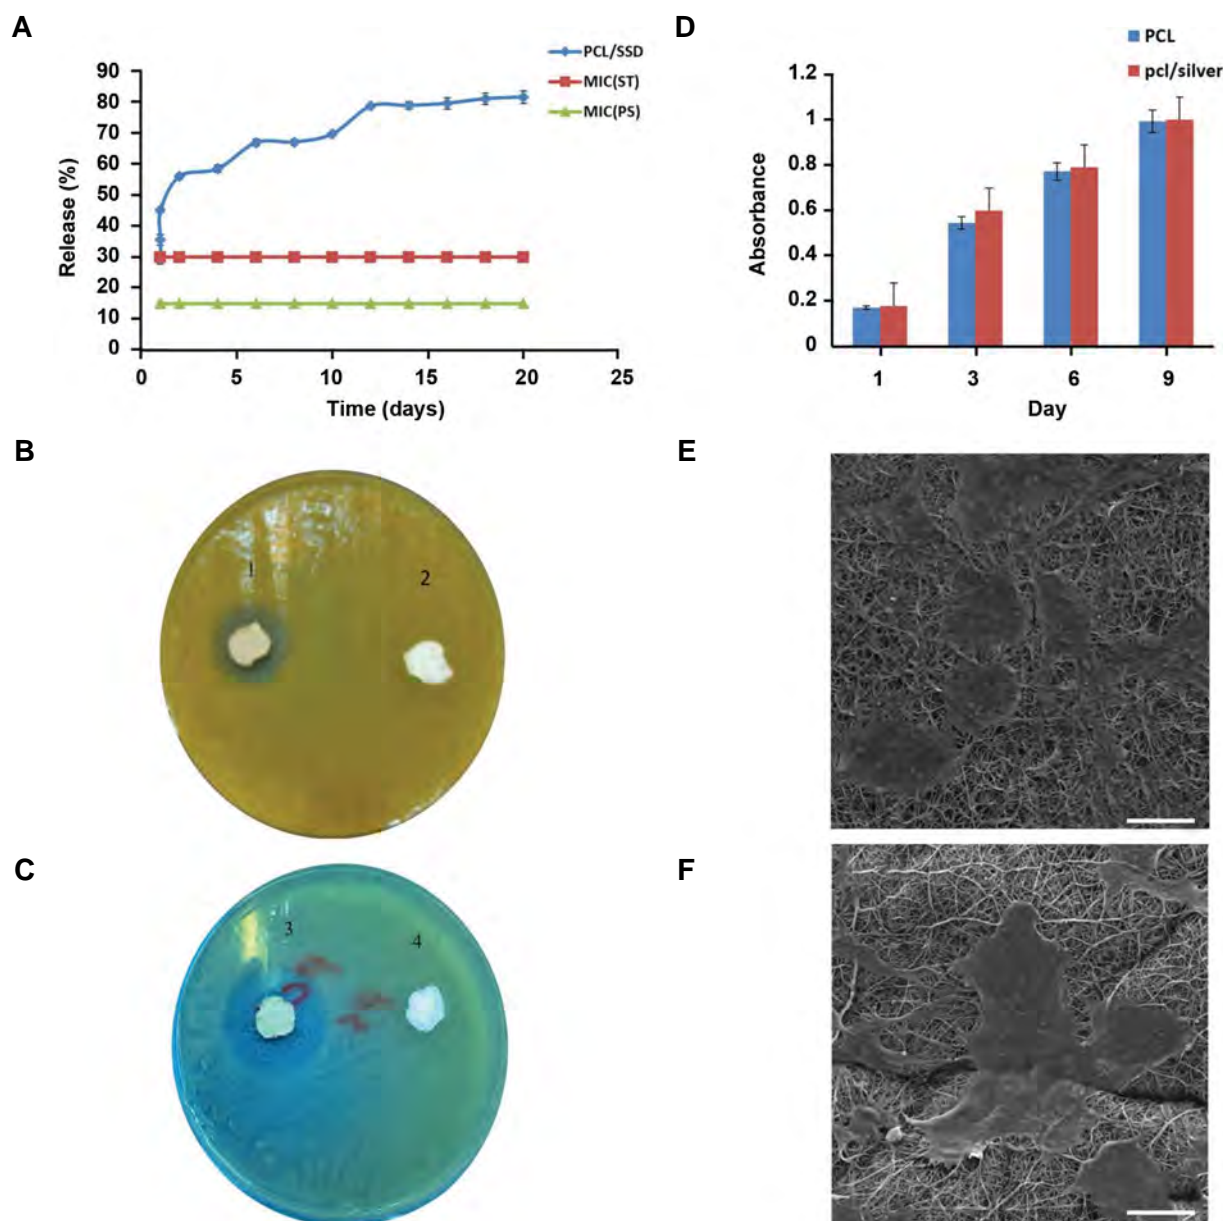 A
PCL/SSD
MIC(ST)
MIC(PS)
90
80
70
60
50
40
30
20
10
0
Release (%)
0 5 10 15 20 25
Time (days)
D
PCL
pcl/silver
1.2
1
0.8
0.6
0.4
0.2
0
Absorbance
1 3 6 9
Day
B
1
2
E
C
3
4
F